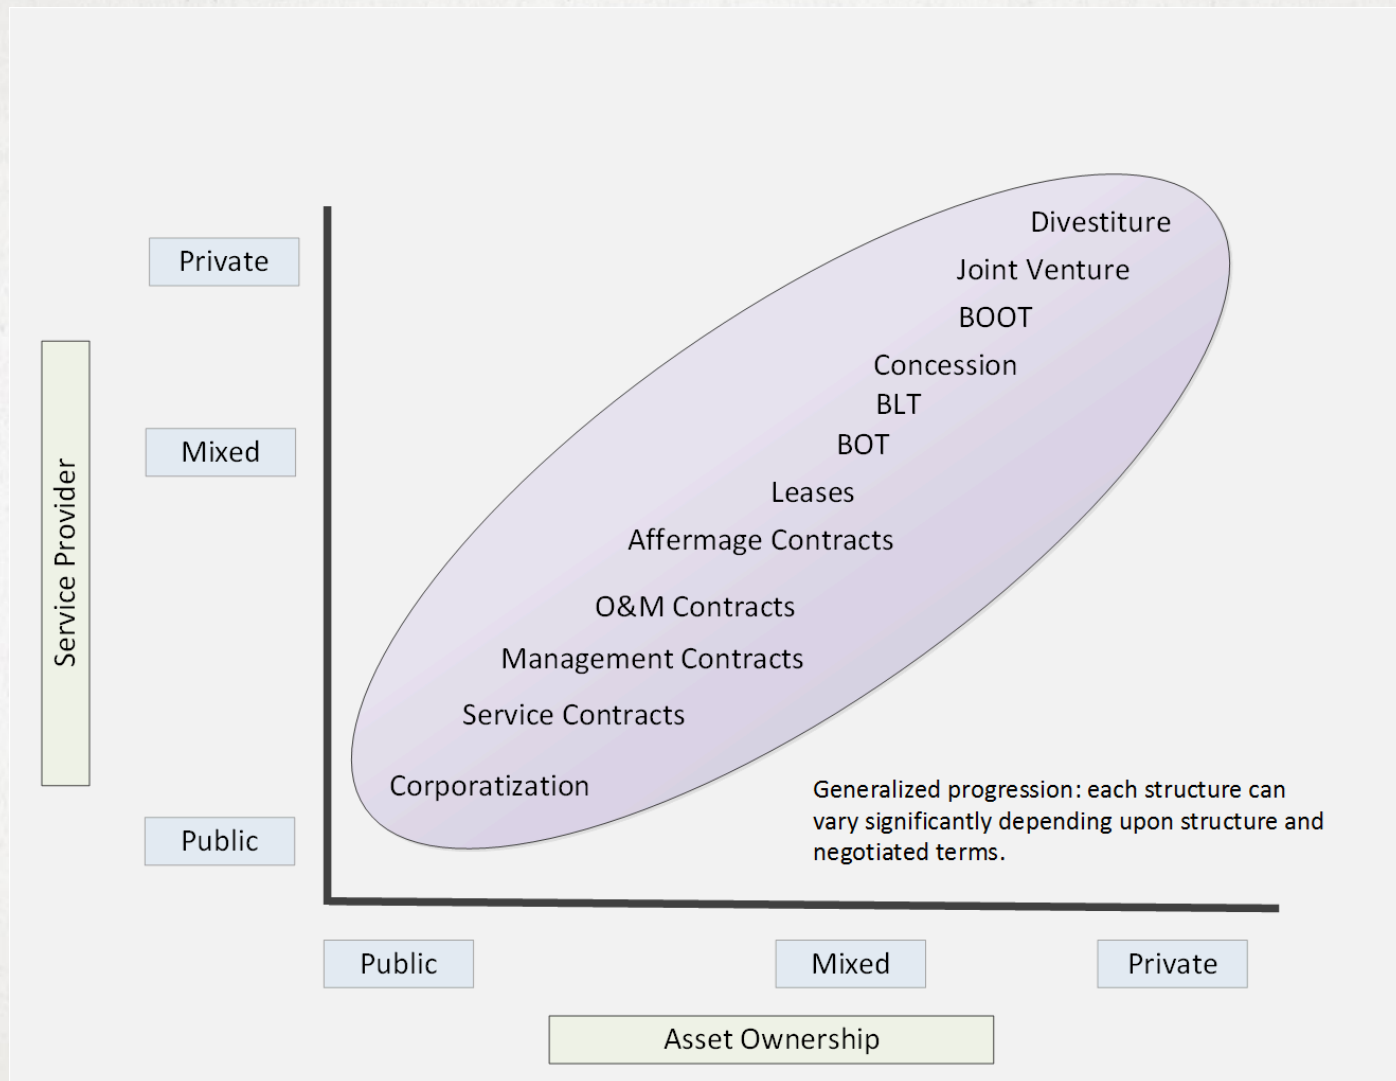 Divestiture
Private
Joint Venture
BOOT
Concession
BLT
Mixed
BOT
Leases
Service Provider
Affermage Contracts
O&M Contracts
Management Contracts
Service Contracts
Corporatization
Generalized progression: each structure can
vary significantly depending upon structure and
negotiated terms.
Public
Public
Mixed
Private
Asset Ownership